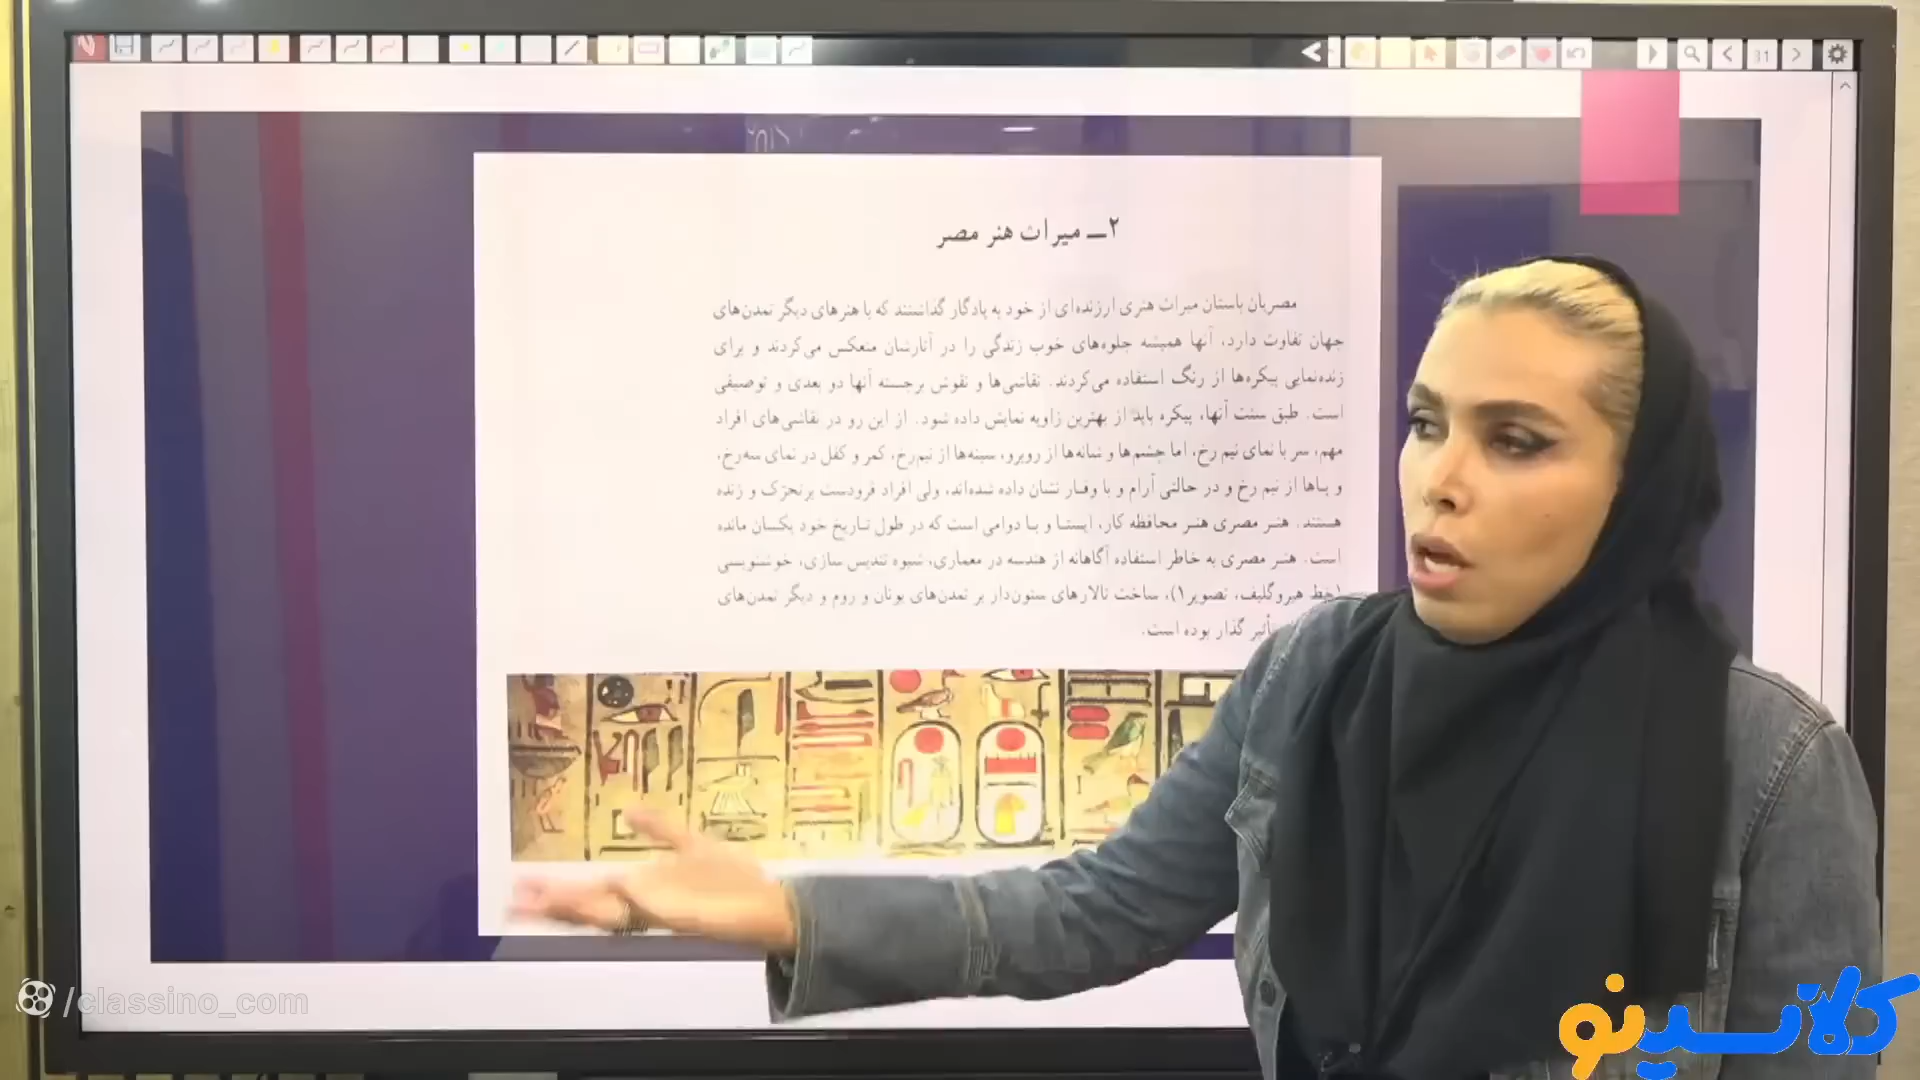 31
۲ــ میراث هنر مصر
مصریان باستان میراث هنری ارزنده‌ای از خود به یادگار گذاشتند که با هنرهای دیگر تمدن‌های
جهان تفاوت دارد، آنها همیشه جلوه‌های خوب زندگی را در آثارشان منعکس می‌کردند و برای
زنده‌نمایی پیکره‌ها از رنگ استفاده می‌کردند. نقاشی‌ها و نقوش برجسته آنها دو بعدی و توصیفی
است. طبق سنت آنها، پیکره باید از بهترین زاویه نمایش داده شود. از این رو در نقاشی‌های افراد
مهم، سر با نمای نیم رخ، اما چشم‌ها و شانه‌ها از روبرو، سینه‌ها از نیم‌رخ، کمر و کفل در نمای سه‌رخ،
و پاها از نیم رخ و در حالتی آرام و با وقار نشان داده شده‌اند، ولی افراد فرودست پرتحرک و زنده
هستند. هنر مصری هنر محافظه کار، ایستا و با دوامی است که در طول تاریخ خود یکسان مانده
است. هنر مصری به خاطر استفاده آگاهانه از هندسه در معماری، شیوه تندیس سازی، خوشنویسی
(خط هیروگلیف، تصویر۱)، ساخت تالارهای ستون‌دار بر تمدن‌های یونان و روم و دیگر تمدن‌های
تأثیر گذار بوده است.
/classino_com
کلاسینو